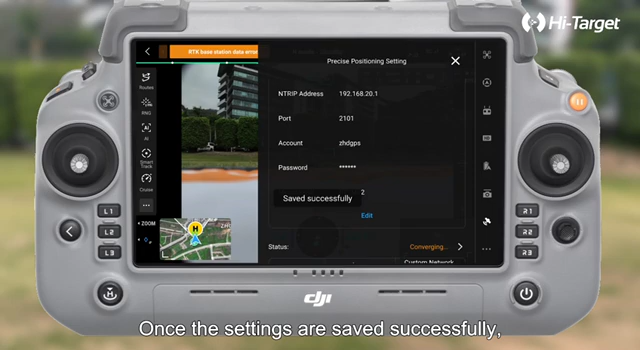 Hi-Target
RTK base station data error
Precise Positioning Setting
NTRIP Address 192.168.20.1
Port 2101
Account zhdgps
Password ******
2
Saved successfully
Edit
Status: Converging...
Custom Network
Routes
PNG
AI
Smart Track
Cruise
ZOOM
H
L1
L2
L3
R1
R2
R3
dji
Once the settings are saved successfully,